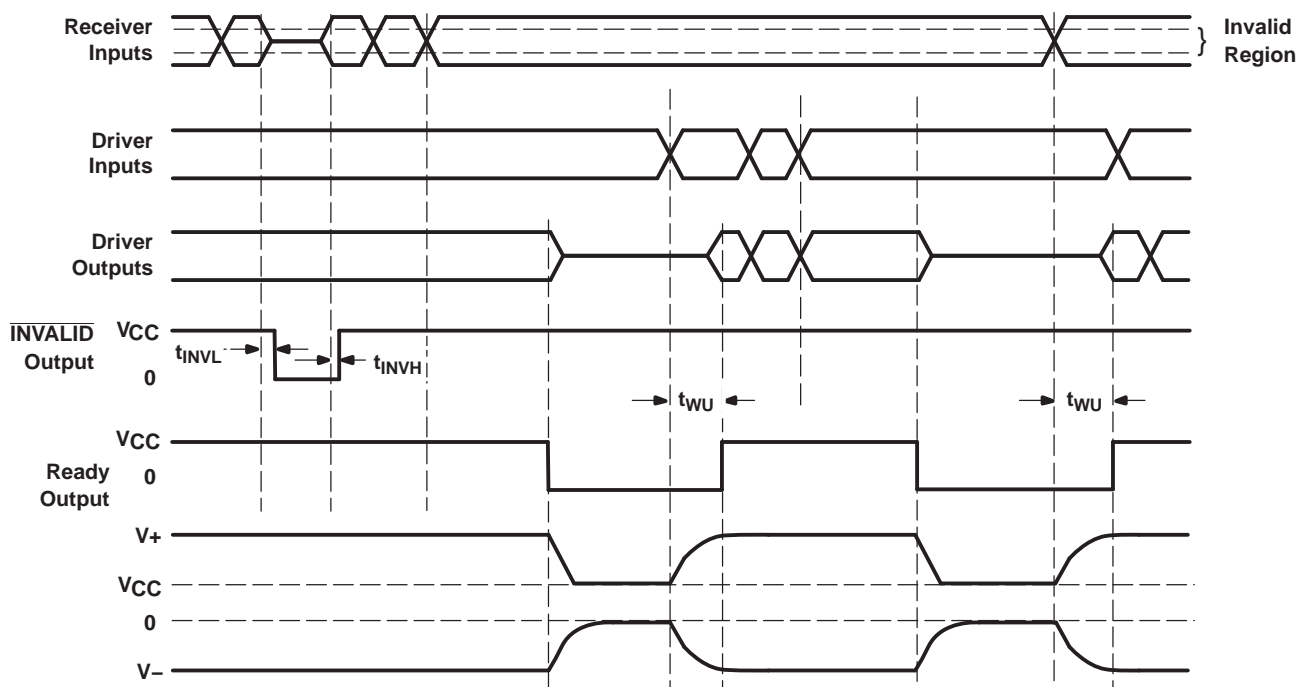 Receiver
Inputs
Invalid
Region
Driver
Inputs
Driver
Outputs
INVALID
Output
VCC
0
tINVL
tINVH
tWU
tWU
Ready
Output
VCC
0
V+
VCC
0
V–